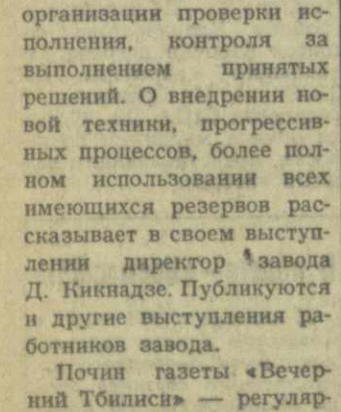 организации проверки ис-
полнения, контроля за
выполнением принятых
решений. О внедрении но-
вой техники, прогрессив-
ных процессов, более пол-
ном использовании всех
имеющихся резервов рас-
сказывает в своем выступ-
лении директор завода
Д. Кикнадзе. Публикуются
и другие выступления ра-
ботников завода.
Почин газеты «Вечер-
ний Тбилиси» — регуляр-